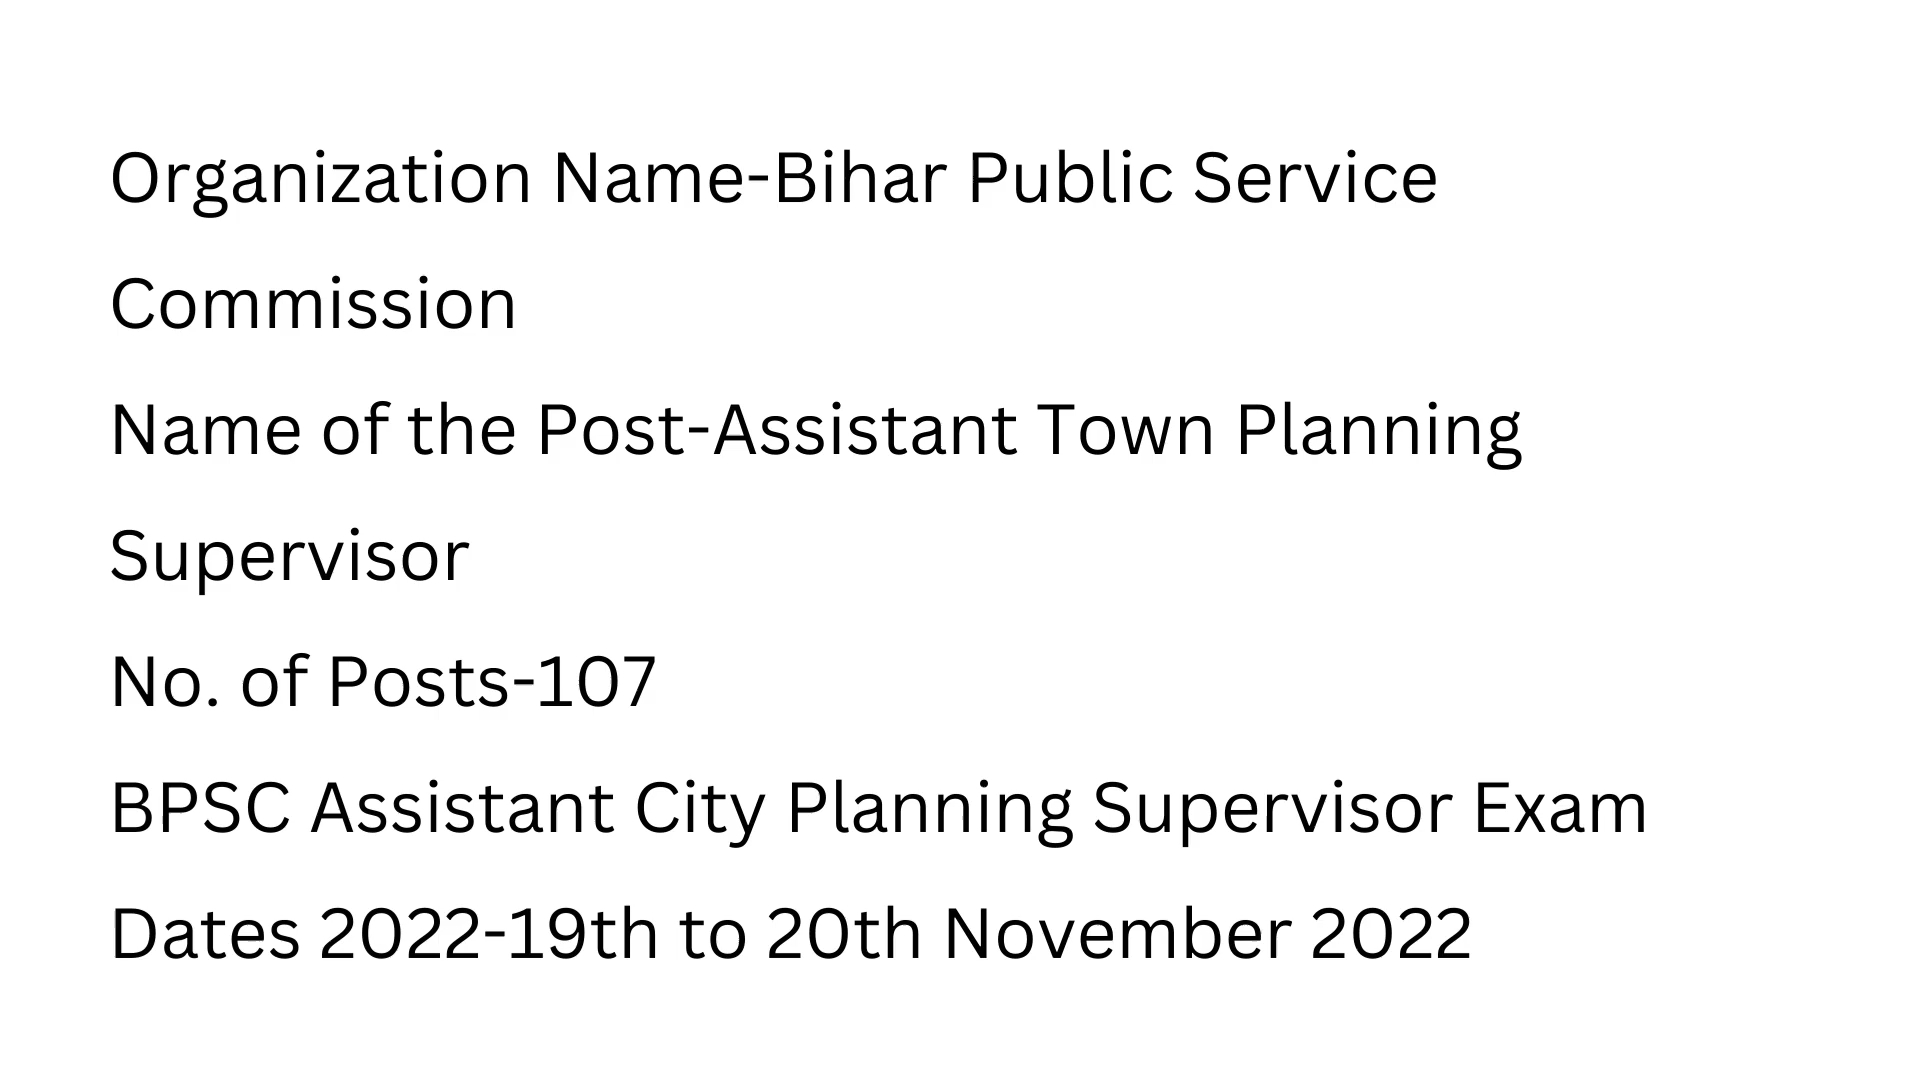 Organization Name-Bihar Public Service
Commission
Name of the Post-Assistant Town Planning
Supervisor
No. of Posts-107
BPSC Assistant City Planning Supervisor Exam
Dates 2022-19th to 20th November 2022